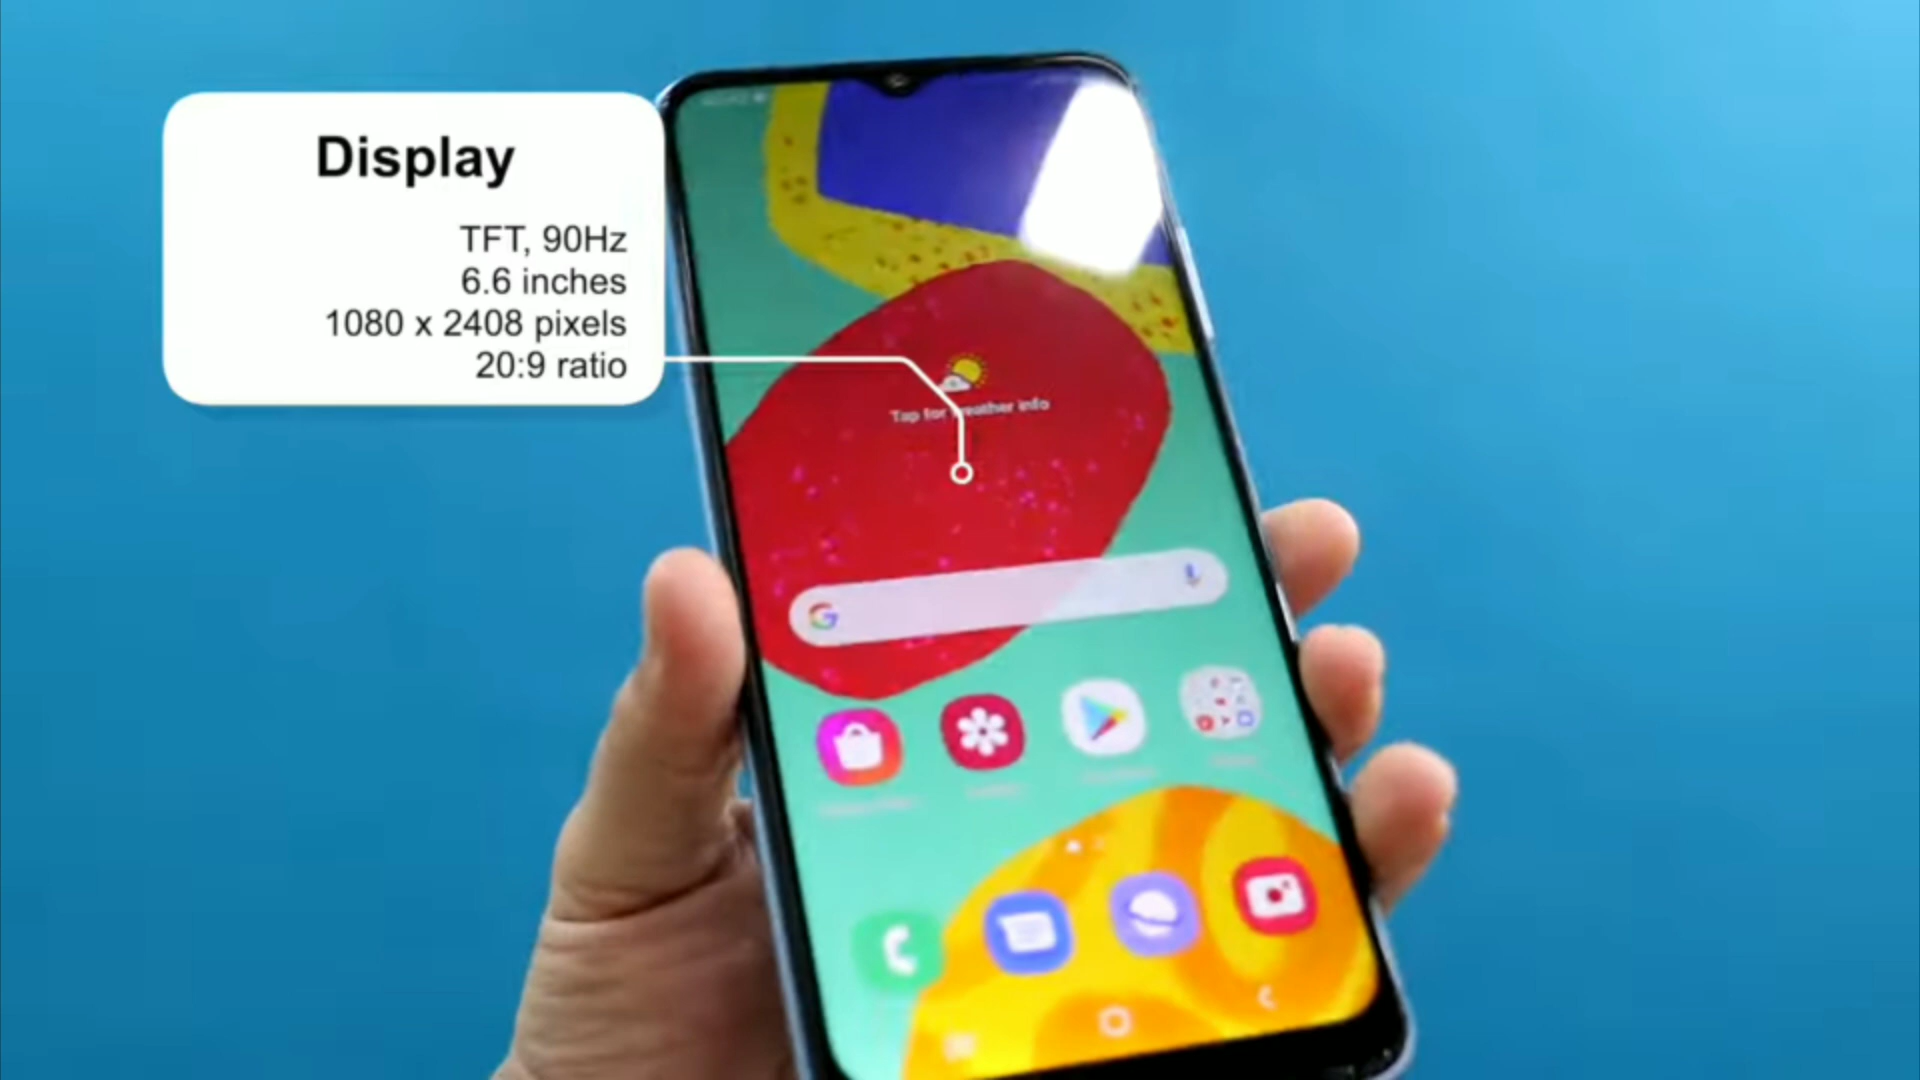 Display
TFT, 90Hz
6.6 inches
1080 x 2408 pixels
20:9 ratio
Tap for weather info